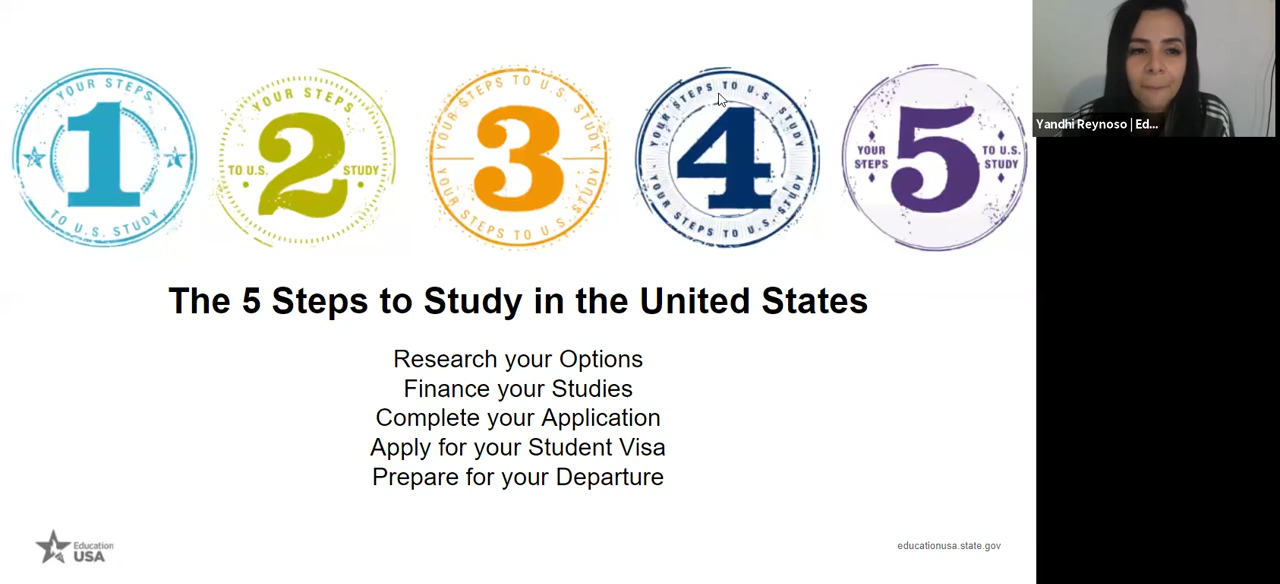 YOUR STEPS
1
TO U.S. STUDY
YOUR STEPS
2
TO U.S. STUDY
YOUR STEPS TO U.S. STUDY
3
YOUR STEPS TO U.S. STUDY
YOUR STEPS TO U.S. STUDY
4
YOUR STEPS TO U.S. STUDY
YOUR STEPS
5
TO U.S. STUDY
Yandhi Reynoso | Ed...
The 5 Steps to Study in the United States
Research your Options
Finance your Studies
Complete your Application
Apply for your Student Visa
Prepare for your Departure
Education
USA
educationusa.state.gov